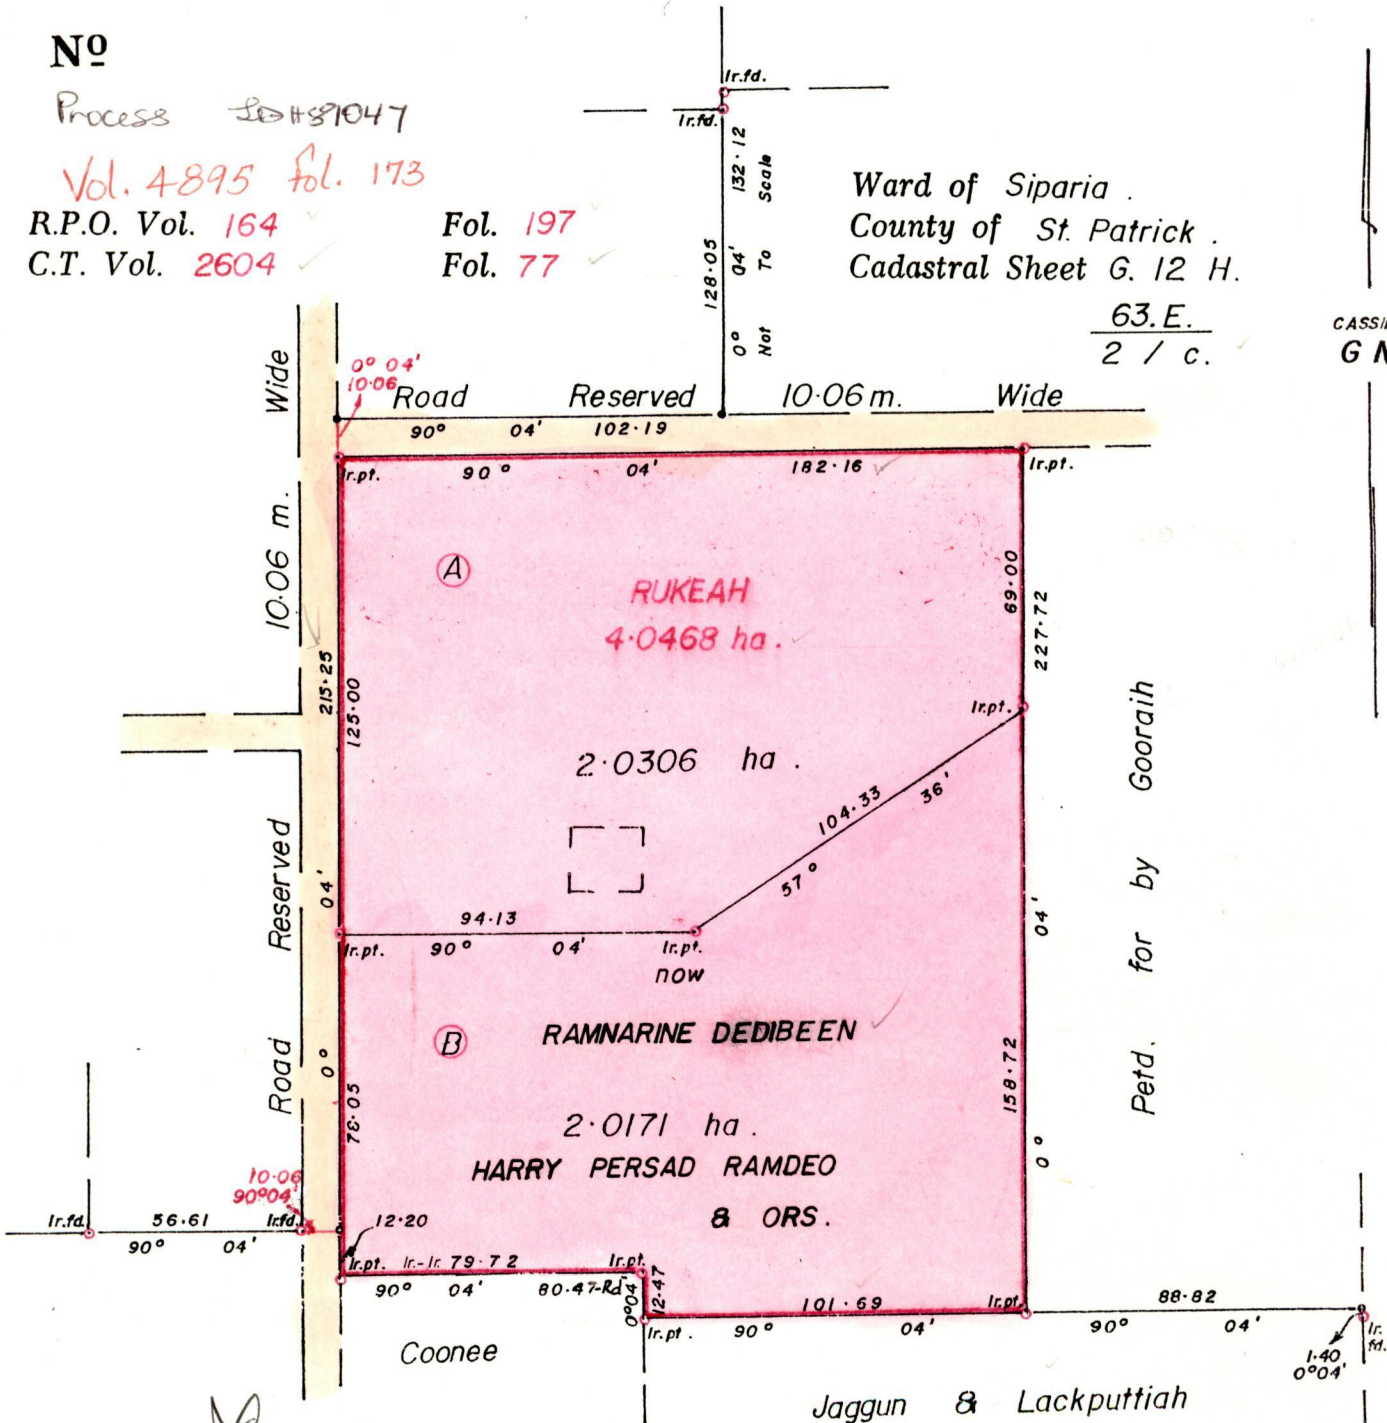 Nº
Process
Vol. 4895 fol. 173
R.P.O. Vol. 164 Fol. 197
C.T. Vol. 2604 Fol. 77
Ward of Siparia .
County of St. Patrick .
Cadastral Sheet G. 12 H.
63.E.
2 / c.
G N
Ir.fd.
Ir.fd.
0° 04' 132·12
128·05
Not To Scale
0° 04'
10·06
Road Reserved 10·06 m. Wide
90° 04' 102·19
Ir.pt. 90° 04' 182·16 Ir.pt.
Road Reserved 10·06 m. Wide
0° 04' 215·25
125·00
A
RUKEAH
4·0468 ha.
69·00
0° 04' 227·72
Ir.pt.
2·0306 ha .
104·33
57° 36'
94·13
Ir.pt. 90° 04' Ir.pt.
now
B
RAMNARINE DEDIBEEN
78·05
158·72
2·0171 ha .
HARRY PERSAD RAMDEO
& ORS.
Petd. for by Gooraih
10·06
90°04'
Ir.fd. 56·61 Ir.fd.
90° 04'
12·20
Ir.pt. Ir.-Ir. 79·72 Ir.pt.
90° 04' 80·47-Rd
0°04' 12·47
Ir.pt. 101·69 Ir.pt.
90° 04'
88·82
90° 04'
Ir.
fd.
1·40
0°04'
Coonee
Jaggun & Lackputtiah